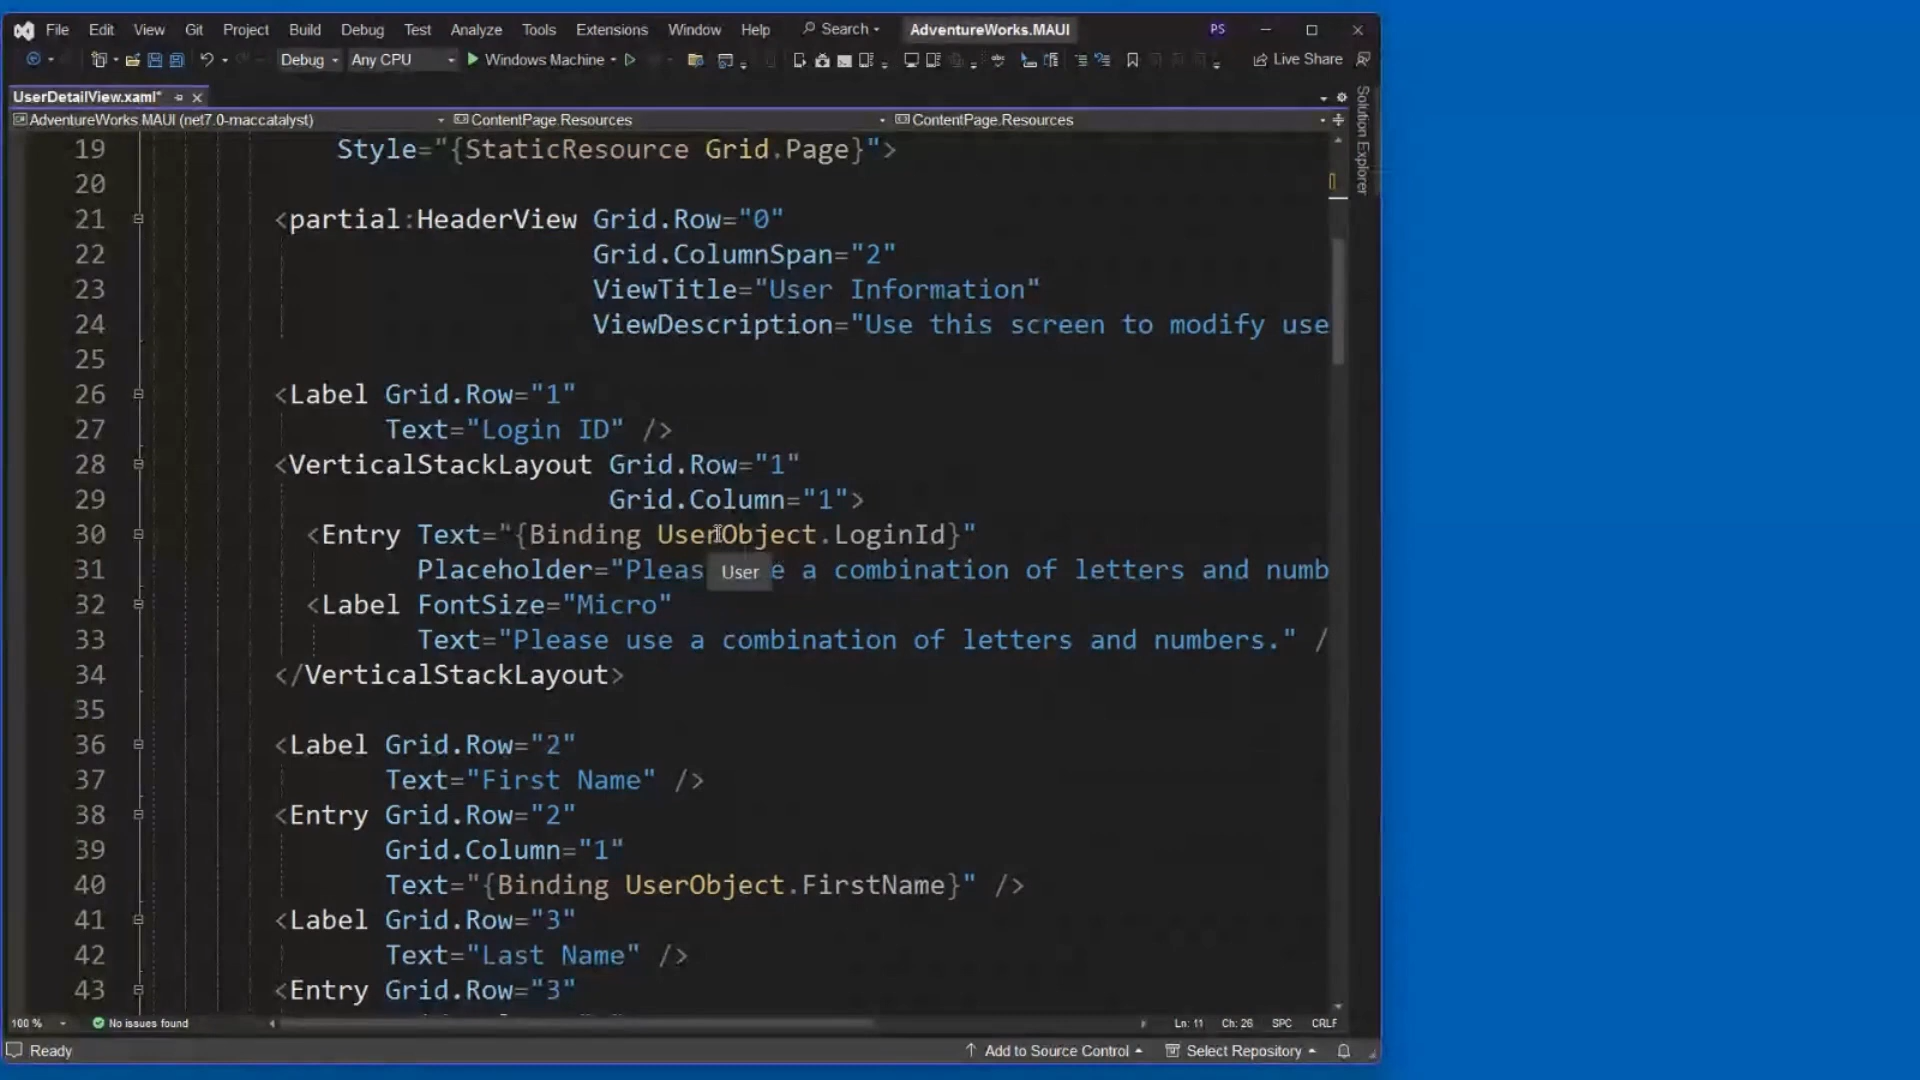 File Edit View Git Project Build Debug Test Analyze Tools Extensions Window Help Search AdventureWorks.MAUI PS
Debug Any CPU Windows Machine Live Share
UserDetailView.xaml*
AdventureWorks.MAUI (net7.0-maccatalyst) ContentPage.Resources ContentPage.Resources
Solution Explorer
19 Style="{StaticResource Grid.Page}">
20
21 <partial:HeaderView Grid.Row="0"
22 Grid.ColumnSpan="2"
23 ViewTitle="User Information"
24 ViewDescription="Use this screen to modify use
25
26 <Label Grid.Row="1"
27 Text="Login ID" />
28 <VerticalStackLayout Grid.Row="1"
29 Grid.Column="1">
30 <Entry Text="{Binding UserObject.LoginId}"
31 Placeholder="Pleas User e a combination of letters and numb
32 <Label FontSize="Micro"
33 Text="Please use a combination of letters and numbers." /
34 </VerticalStackLayout>
35
36 <Label Grid.Row="2"
37 Text="First Name" />
38 <Entry Grid.Row="2"
39 Grid.Column="1"
40 Text="{Binding UserObject.FirstName}" />
41 <Label Grid.Row="3"
42 Text="Last Name" />
43 <Entry Grid.Row="3"
100 % No issues found Ln: 11 Ch: 26 SPC CRLF
Ready Add to Source Control Select Repository